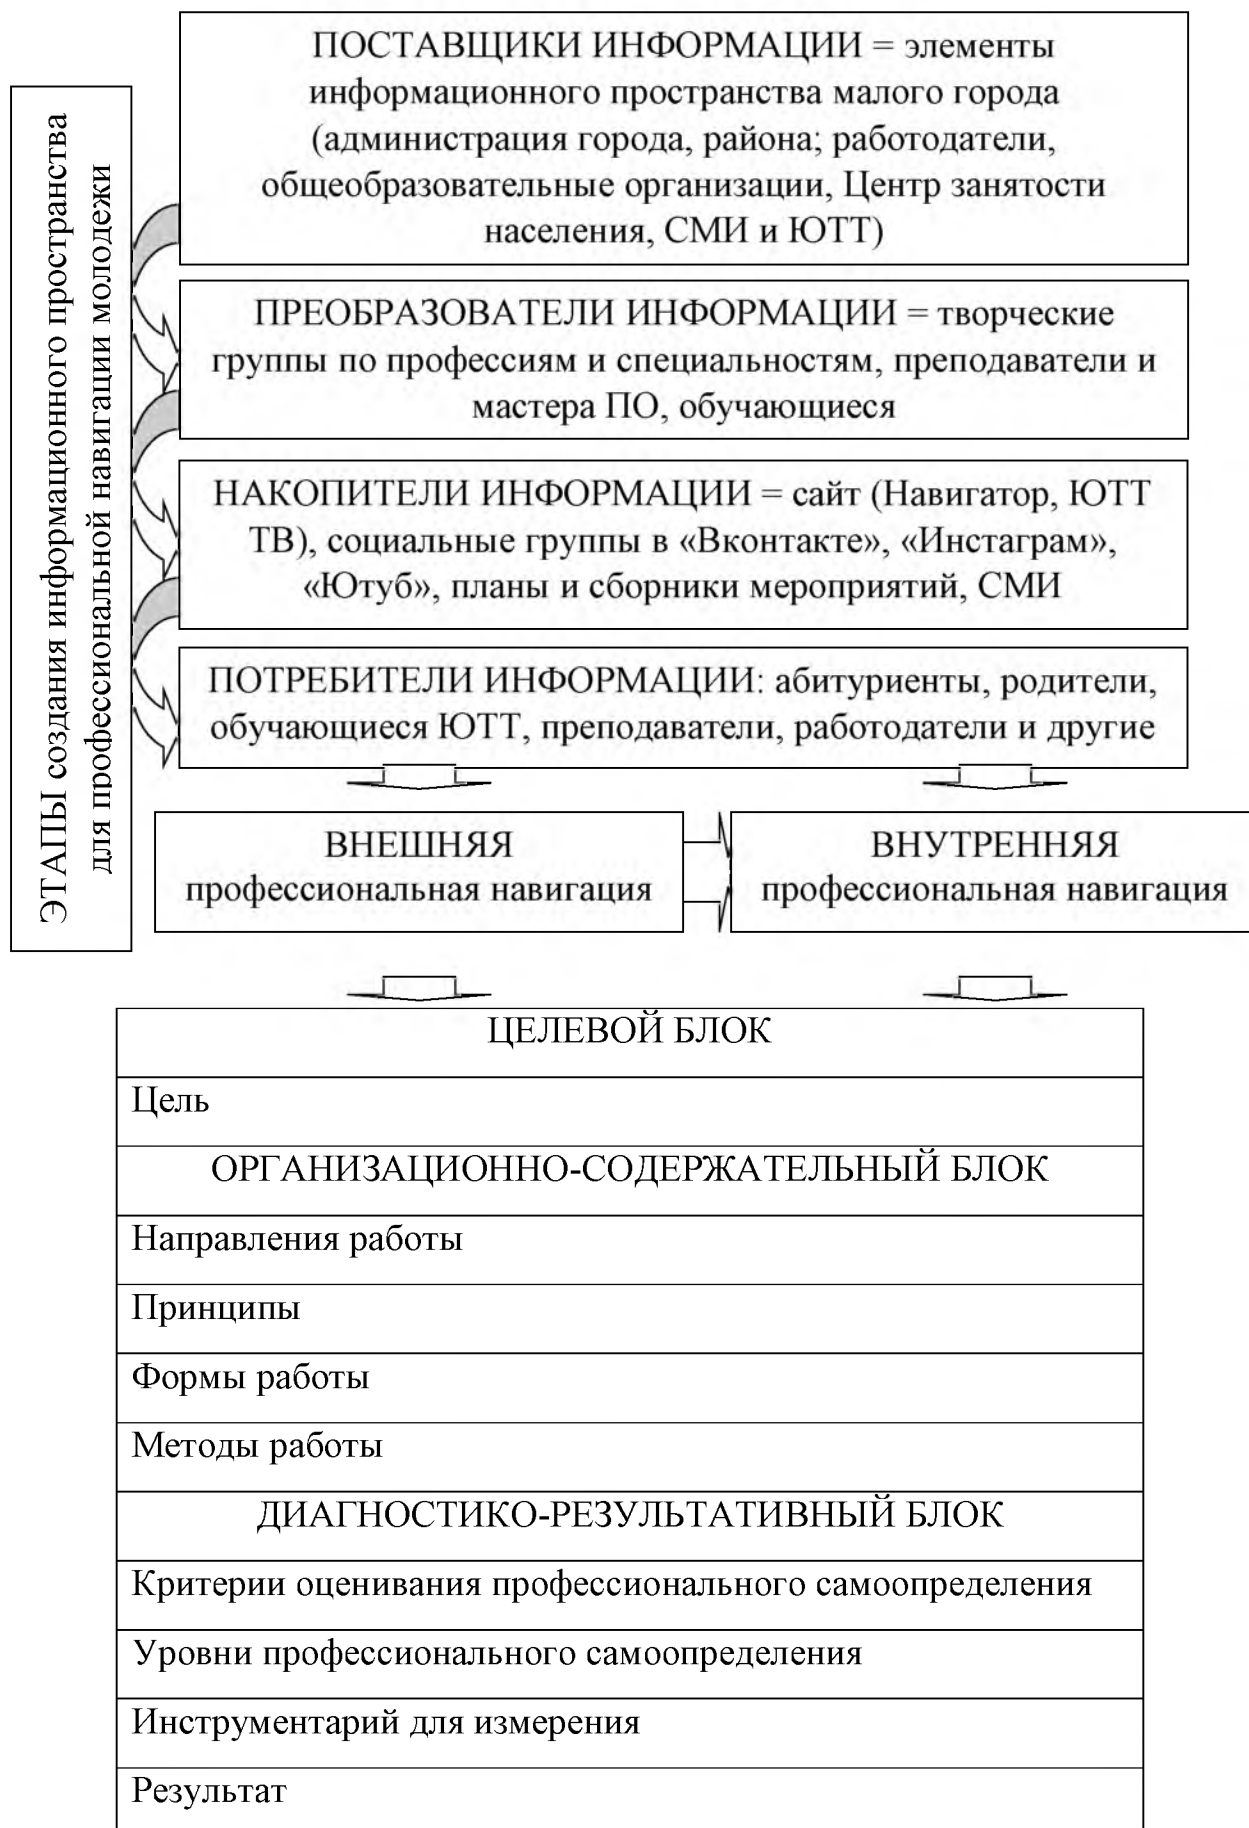 ЭТАПЫ создания информационного пространства
для профессиональной навигации молодежи
ПОСТАВЩИКИ ИНФОРМАЦИИ = элементы
информационного пространства малого города
(администрация города, района; работодатели,
общеобразовательные организации, Центр занятости
населения, СМИ и ЮТТ)
ПРЕОБРАЗОВАТЕЛИ ИНФОРМАЦИИ = творческие
группы по профессиям и специальностям, преподаватели и
мастера ПО, обучающиеся
НАКОПИТЕЛИ ИНФОРМАЦИИ = сайт (Навигатор, ЮТТ
ТВ), социальные группы в «Вконтакте», «Инстаграм»,
«Ютуб», планы и сборники мероприятий, СМИ
ПОТРЕБИТЕЛИ ИНФОРМАЦИИ: абитуриенты, родители,
обучающиеся ЮТТ, преподаватели, работодатели и другие
ВНЕШНЯЯ
профессиональная навигация
ВНУТРЕННЯЯ
профессиональная навигация
ЦЕЛЕВОЙ БЛОК
Цель
ОРГАНИЗАЦИОННО-СОДЕРЖАТЕЛЬНЫЙ БЛОК
Направления работы
Принципы
Формы работы
Методы работы
ДИАГНОСТИКО-РЕЗУЛЬТАТИВНЫЙ БЛОК
Критерии оценивания профессионального самоопределения
Уровни профессионального самоопределения
Инструментарий для измерения
Результат